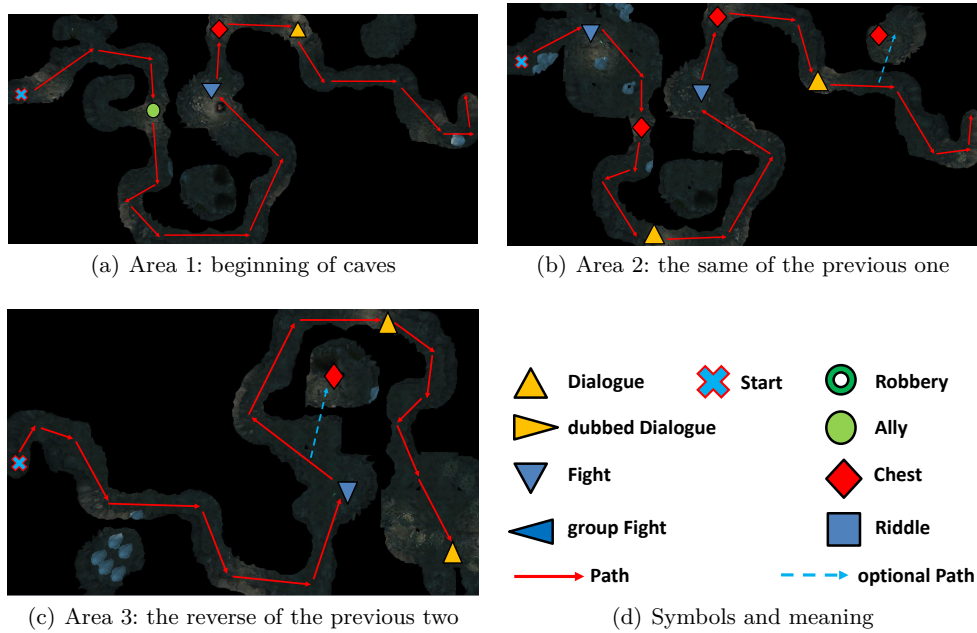 (a) Area 1: beginning of caves
(b) Area 2: the same of the previous one
(c) Area 3: the reverse of the previous two
Dialogue
Start
Robbery
dubbed Dialogue
Ally
Fight
Chest
group Fight
Riddle
Path
optional Path
(d) Symbols and meaning